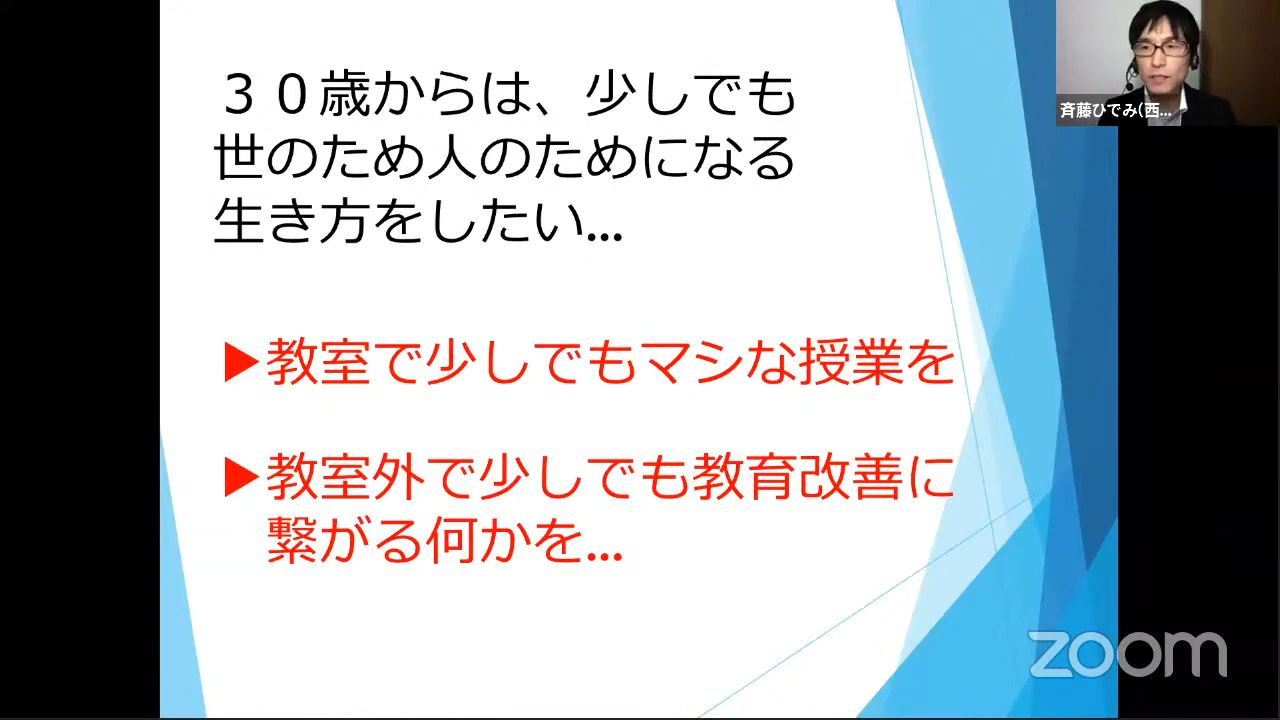 ３０歳からは、少しでも
世のため人のためになる
生き方をしたい…
▶教室で少しでもマシな授業を
▶教室外で少しでも教育改善に
繋がる何かを…
斉藤ひでみ(西...
zoom